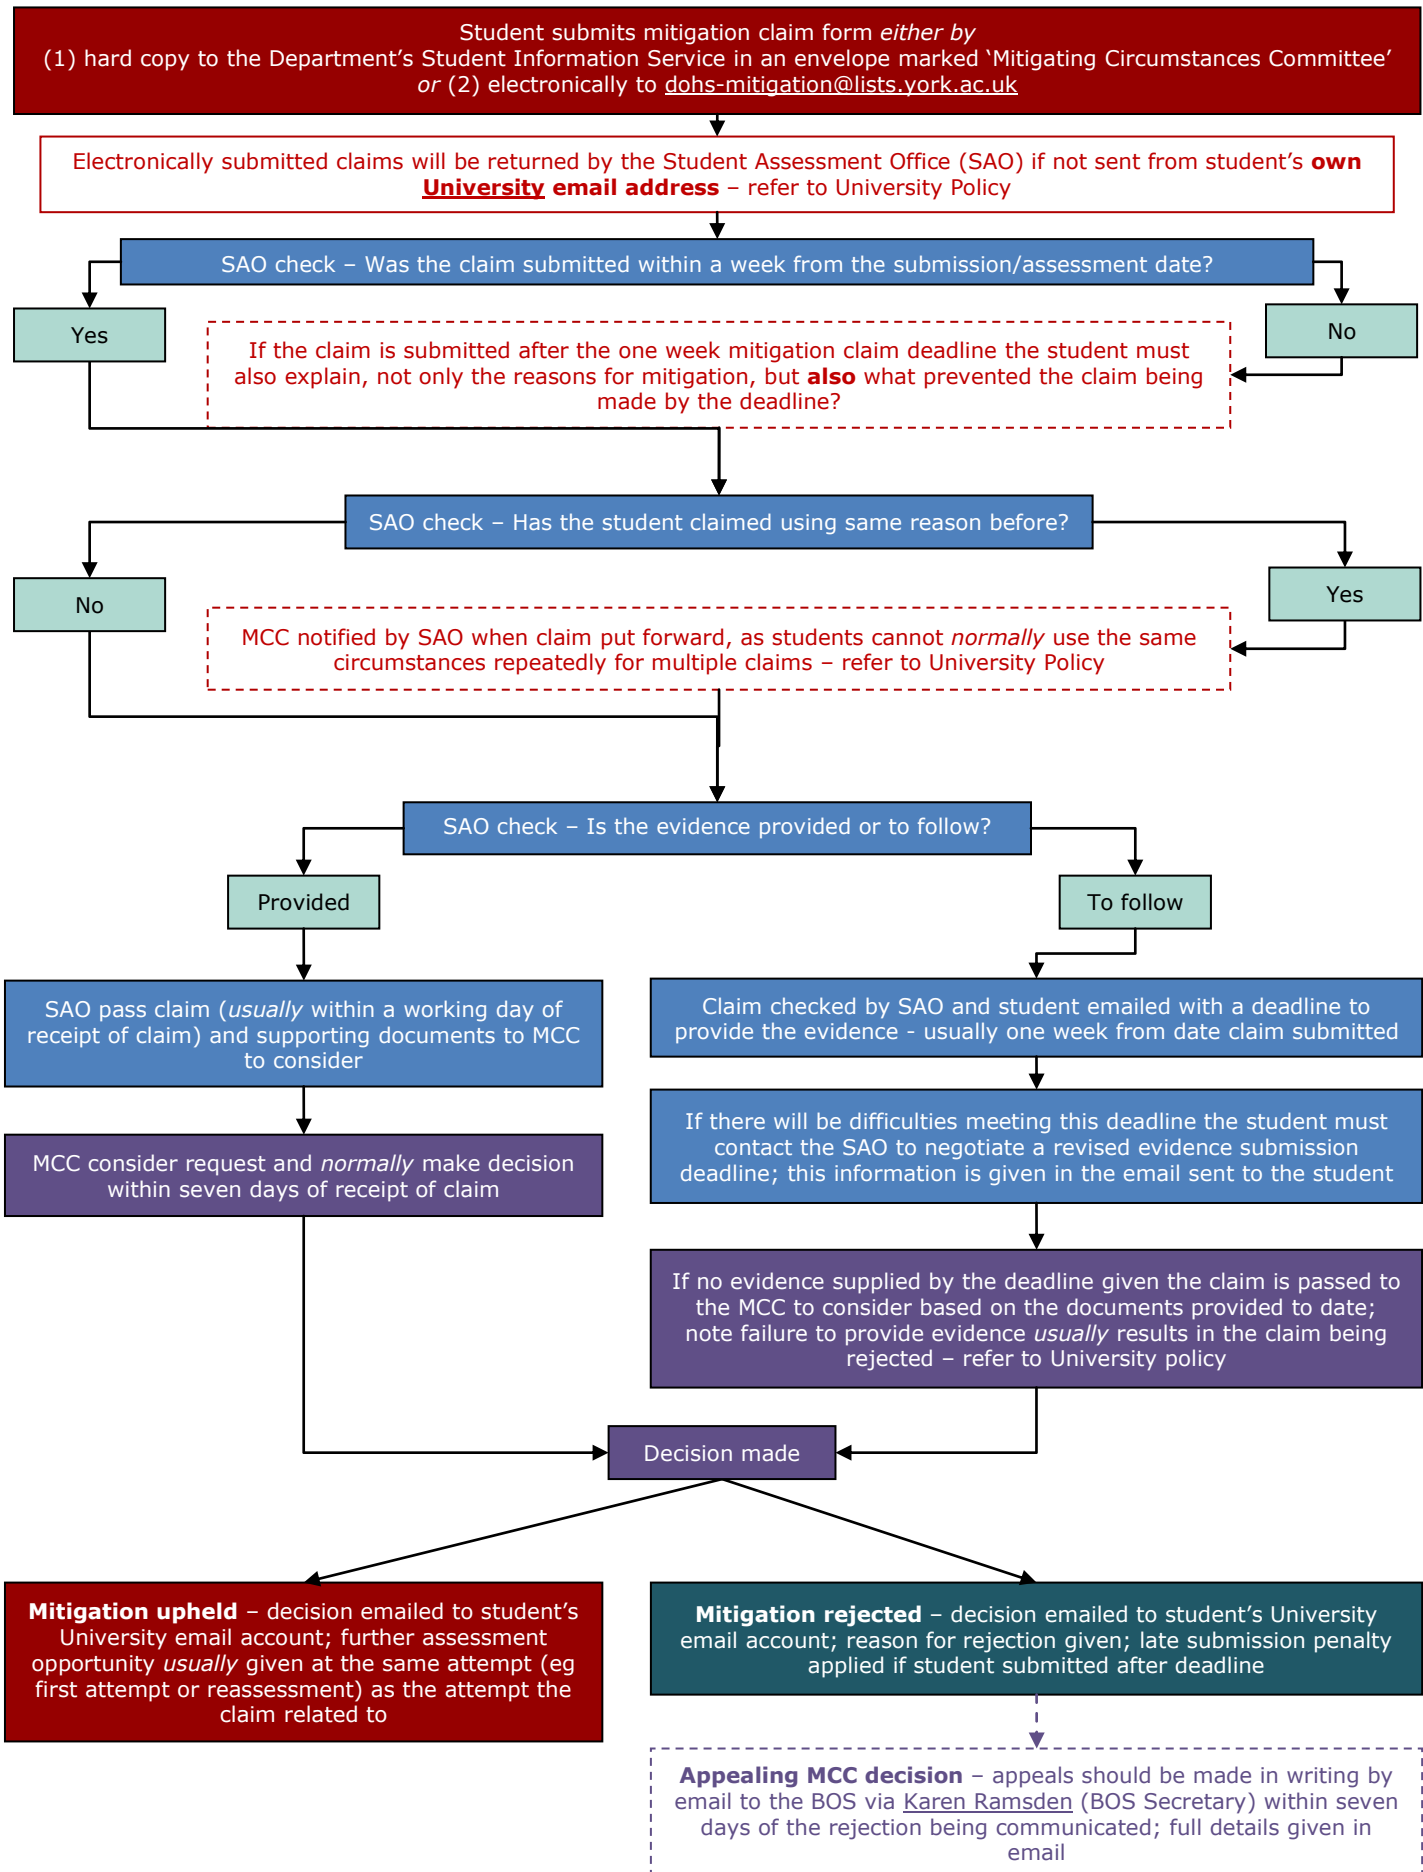 Student submits mitigation claim form either by
(1) hard copy to the Department’s Student Information Service in an envelope marked ‘Mitigating Circumstances Committee’
or (2) electronically to dohs-mitigation@lists.york.ac.uk
Electronically submitted claims will be returned by the Student Assessment Office (SAO) if not sent from student’s own
University email address – refer to University Policy
SAO check – Was the claim submitted within a week from the submission/assessment date?
Yes
No
If the claim is submitted after the one week mitigation claim deadline the student must
also explain, not only the reasons for mitigation, but also what prevented the claim being
made by the deadline?
SAO check – Has the student claimed using same reason before?
No
Yes
MCC notified by SAO when claim put forward, as students cannot normally use the same
circumstances repeatedly for multiple claims – refer to University Policy
SAO check – Is the evidence provided or to follow?
Provided
To follow
SAO pass claim (usually within a working day of
receipt of claim) and supporting documents to MCC
to consider
Claim checked by SAO and student emailed with a deadline to
provide the evidence - usually one week from date claim submitted
MCC consider request and normally make decision
within seven days of receipt of claim
If there will be difficulties meeting this deadline the student must
contact the SAO to negotiate a revised evidence submission
deadline; this information is given in the email sent to the student
If no evidence supplied by the deadline given the claim is passed to
the MCC to consider based on the documents provided to date;
note failure to provide evidence usually results in the claim being
rejected – refer to University policy
Decision made
Mitigation upheld – decision emailed to student’s
University email account; further assessment
opportunity usually given at the same attempt (eg
first attempt or reassessment) as the attempt the
claim related to
Mitigation rejected – decision emailed to student’s University
email account; reason for rejection given; late submission penalty
applied if student submitted after deadline
Appealing MCC decision – appeals should be made in writing by
email to the BOS via Karen Ramsden (BOS Secretary) within seven
days of the rejection being communicated; full details given in
email